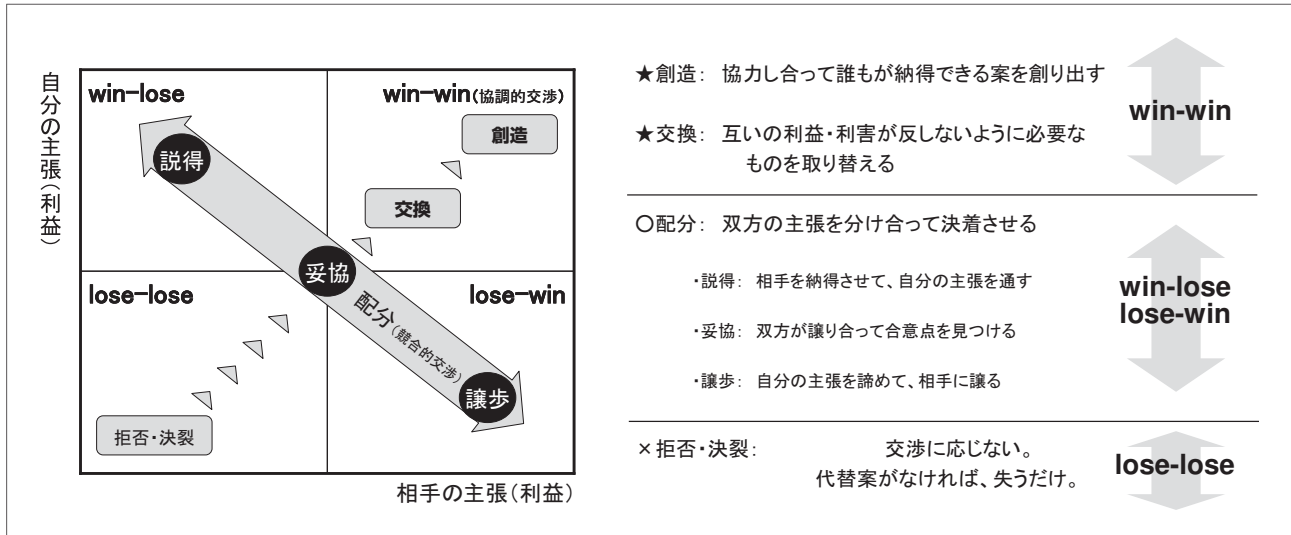 自分の主張(利益)
win-lose
win-win(協調的交渉)
創造
説得
交換
妥協
lose-lose
lose-win
配分(競合的交渉)
譲歩
拒否・決裂
相手の主張(利益)
★創造: 協力し合って誰もが納得できる案を創り出す
★交換: 互いの利益・利害が反しないように必要な
ものを取り替える
win-win
○配分: 双方の主張を分け合って決着させる
・説得: 相手を納得させて、自分の主張を通す
・妥協: 双方が譲り合って合意点を見つける
・譲歩: 自分の主張を諦めて、相手に譲る
win-lose
lose-win
×拒否・決裂: 交渉に応じない。
代替案がなければ、失うだけ。
lose-lose